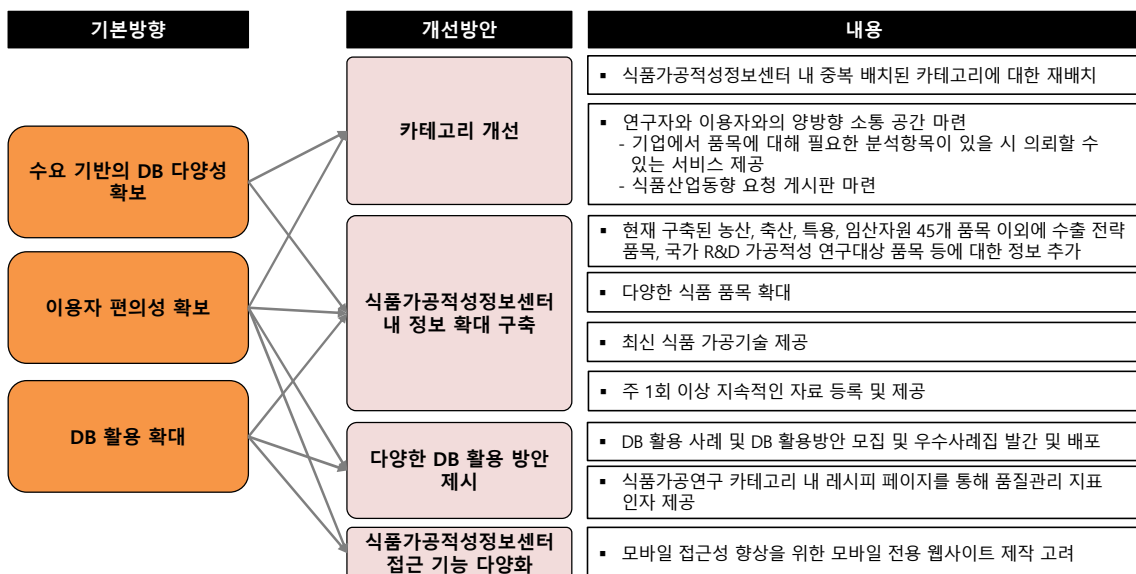 기본방향
개선방안
내용
수요 기반의 DB 다양성
확보
이용자 편의성 확보
DB 활용 확대
카테고리 개선
식품가공적성정보센터
내 정보 확대 구축
다양한 DB 활용 방안
제시
식품가공적성정보센터
접근 기능 다양화
▪ 식품가공적성정보센터 내 중복 배치된 카테고리에 대한 재배치
▪ 연구자와 이용자와의 양방향 소통 공간 마련
- 기업에서 품목에 대해 필요한 분석항목이 있을 시 의뢰할 수
있는 서비스 제공
- 식품산업동향 요청 게시판 마련
▪ 현재 구축된 농산, 축산, 특용, 임산자원 45개 품목 이외에 수출 전략
품목, 국가 R&D 가공적성 연구대상 품목 등에 대한 정보 추가
▪ 다양한 식품 품목 확대
▪ 최신 식품 가공기술 제공
▪ 주 1회 이상 지속적인 자료 등록 및 제공
▪ DB 활용 사례 및 DB 활용방안 모집 및 우수사례집 발간 및 배포
▪ 식품가공연구 카테고리 내 레시피 페이지를 통해 품질관리 지표
인자 제공
▪ 모바일 접근성 향상을 위한 모바일 전용 웹사이트 제작 고려